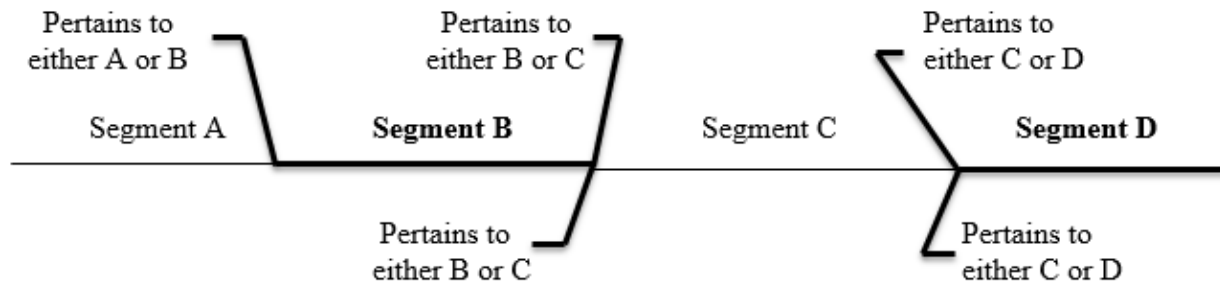 Pertains to
either A or B
Pertains to
either B or C
Pertains to
either C or D
Segment A
Segment B
Segment C
Segment D
Pertains to
either B or C
Pertains to
either C or D